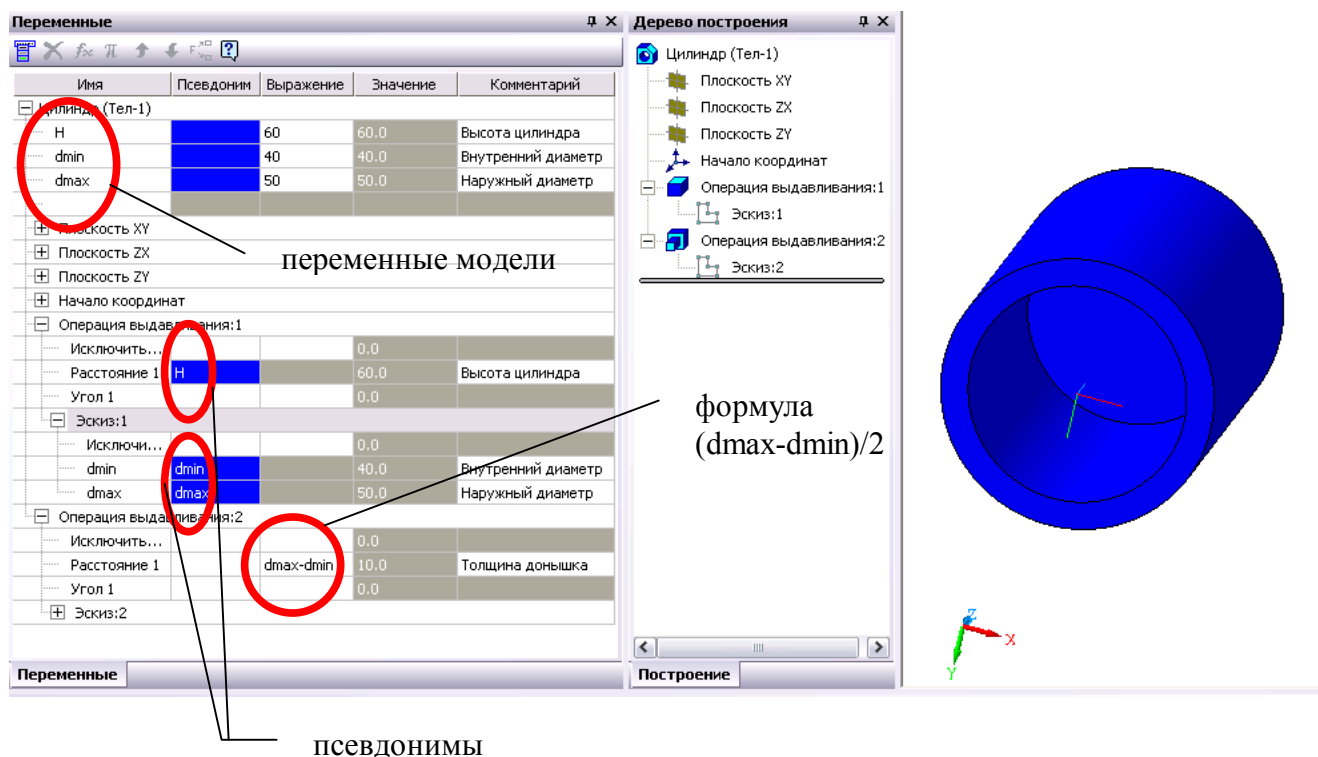 Переменные
Имя Псевдоним Выражение Значение Комментарий
Цилиндр (Тел-1)
H 60 60.0 Высота цилиндра
dmin 40 40.0 Внутренний диаметр
dmax 50 50.0 Наружный диаметр
Плоскость XY
Плоскость ZX
Плоскость ZY
Начало координат
Операция выдавливания:1
Исключить... 0.0
Расстояние 1 H 60.0 Высота цилиндра
Угол 1 0.0
Эскиз:1
Исключи... 0.0
dmin dmin 40.0 Внутренний диаметр
dmax dmax 50.0 Наружный диаметр
Операция выдавливания:2
Исключить... 0.0
Расстояние 1 dmax-dmin 10.0 Толщина донышка
Угол 1 0.0
Эскиз:2
Переменные
переменные модели
псевдонимы
Дерево построения
Цилиндр (Тел-1)
Плоскость XY
Плоскость ZX
Плоскость ZY
Начало координат
Операция выдавливания:1
Эскиз:1
Операция выдавливания:2
Эскиз:2
формула
(dmax-dmin)/2
Построение
Z
X
Y